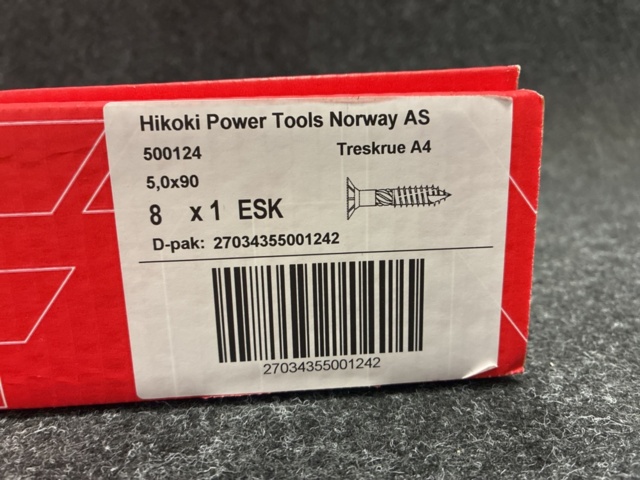 Hikoki Power Tools Norway AS
500124 Treskrue A4
5,0x90
8 x 1 ESK
D-pak: 27034355001242
27034355001242